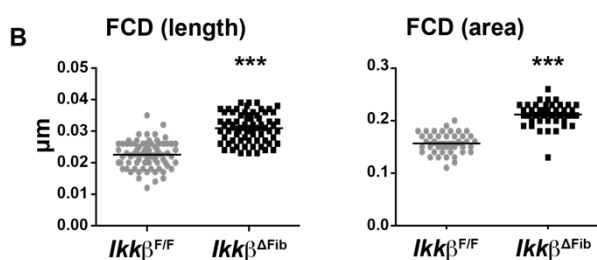 B
FCD (length)
FCD (area)
μm
0.05
0.04
0.03
0.02
0.01
0.00
***
IkkβF/F
IkkβΔFib
0.3
0.2
0.1
0.0
***
IkkβF/F
IkkβΔFib